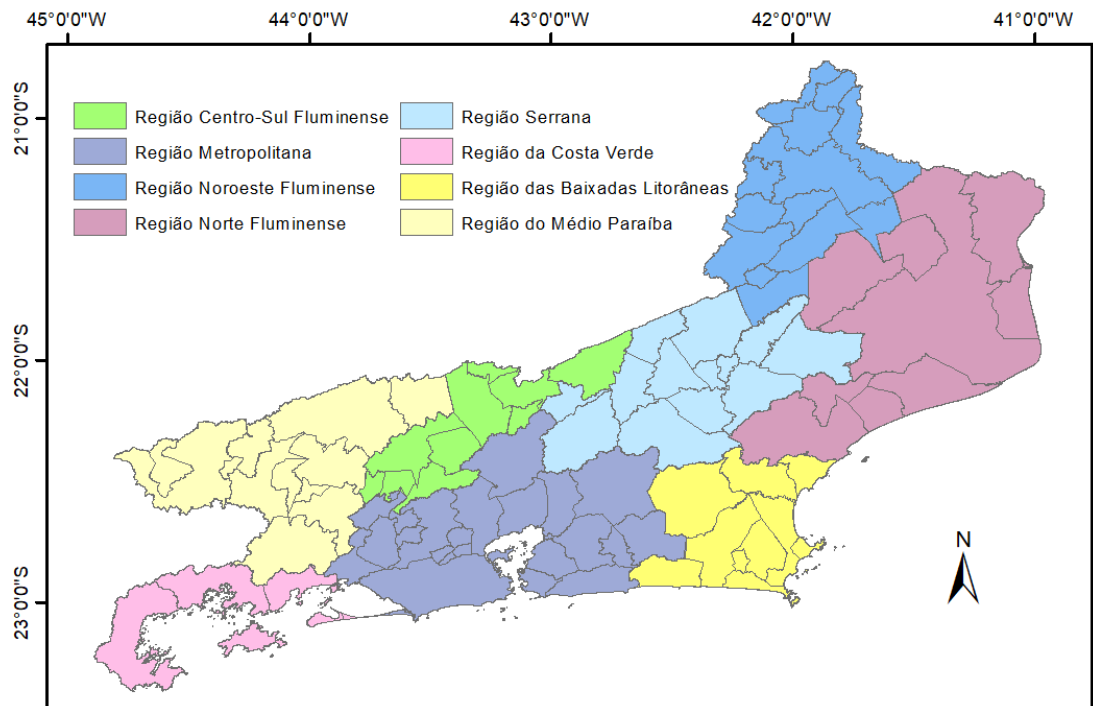 45°0'0"W 44°0'0"W 43°0'0"W 42°0'0"W 41°0'0"W
21°0'0"S
22°0'0"S
23°0'0"S
Região Centro-Sul Fluminense
Região Metropolitana
Região Noroeste Fluminense
Região Norte Fluminense
Região Serrana
Região da Costa Verde
Região das Baixadas Litorâneas
Região do Médio Paraíba
N